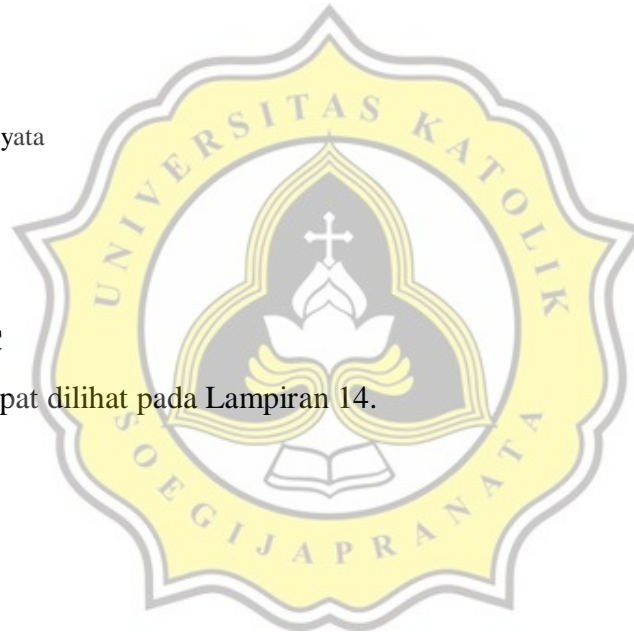 yata
UNIVERSITAS KATOLIK
pat dilihat pada Lampiran 14.
SOEGIJAPRANATA